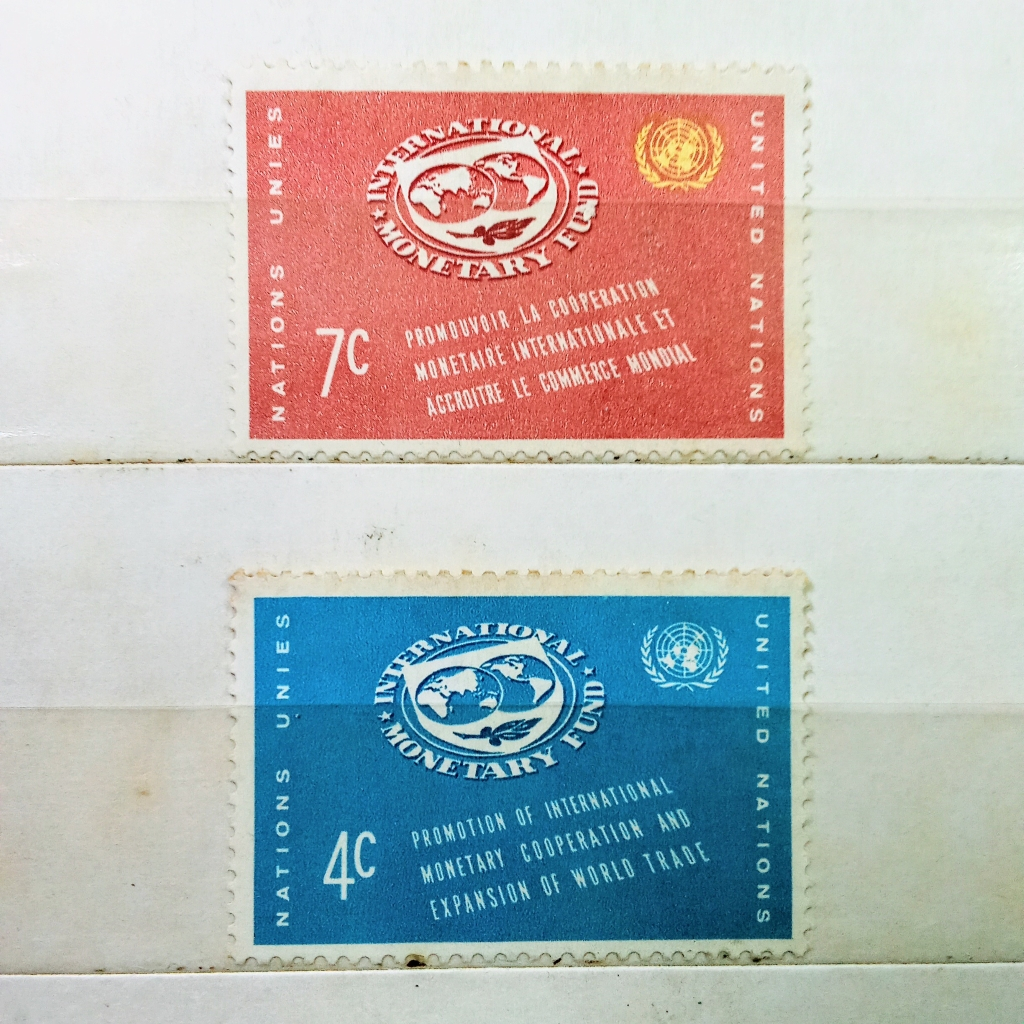 NATIONS UNIES
INTERNATIONAL
MONETARY FUND
UNITED NATIONS
7c
PROMOUVOIR LA COOPERATION
MONETAIRE INTERNATIONALE ET
ACCROITRE LE COMMERCE MONDIAL
NATIONS UNIES
INTERNATIONAL
MONETARY FUND
UNITED NATIONS
4c
PROMOTION OF INTERNATIONAL
MONETARY COOPERATION AND
EXPANSION OF WORLD TRADE